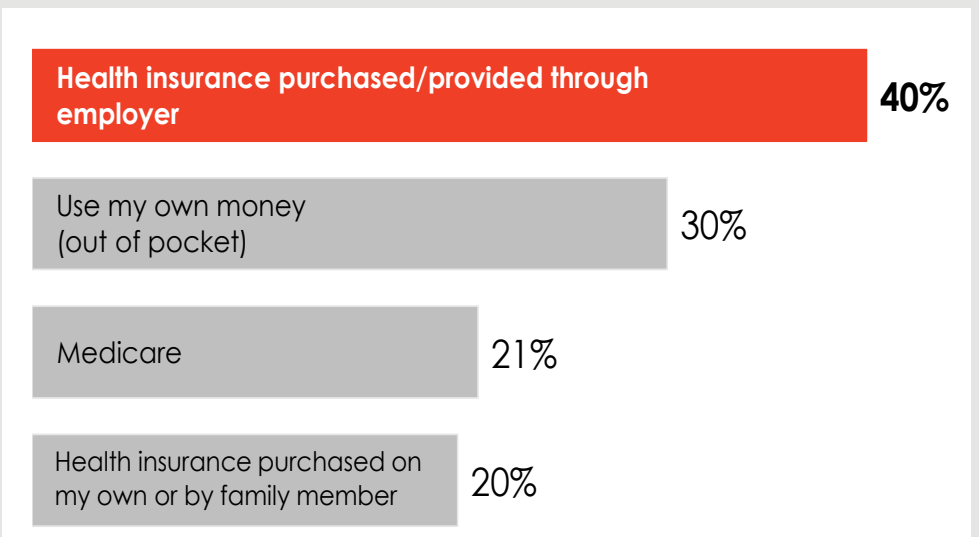 Health insurance purchased/provided through
employer
40%
Use my own money
(out of pocket)
30%
Medicare
21%
Health insurance purchased on
my own or by family member
20%